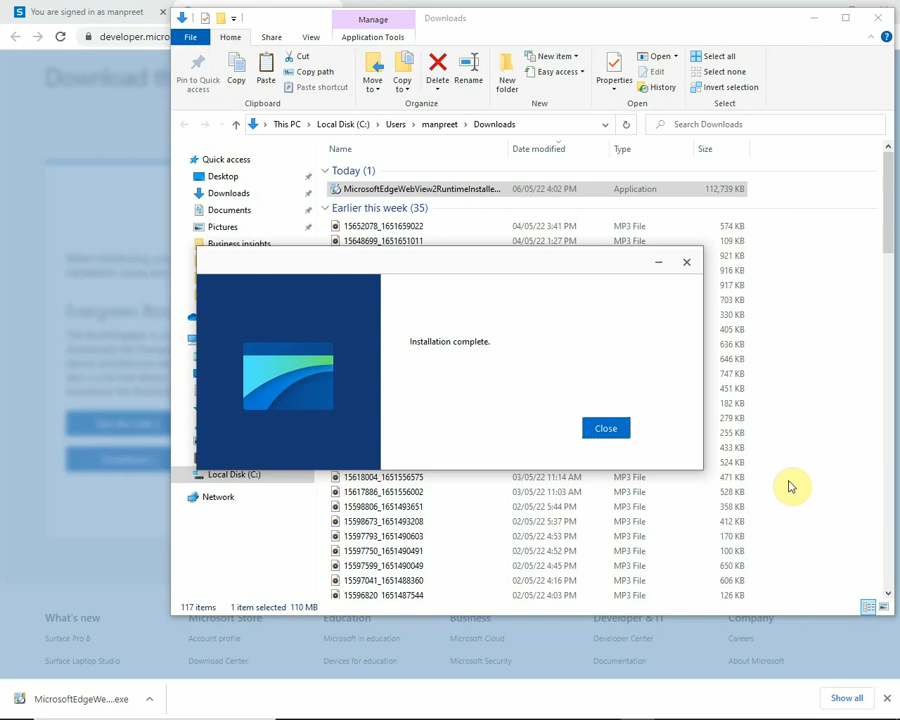 You are signed in as manpreet
developer.micro
Manage
Downloads
File
Home
Share
View
Application Tools
Pin to Quick access
Copy
Paste
Cut
Copy path
Paste shortcut
Clipboard
Move to
Copy to
Delete
Rename
Organize
New folder
New item
Easy access
New
Properties
Open
Edit
History
Open
Select all
Select none
Invert selection
Select
This PC > Local Disk (C:) > Users > manpreet > Downloads
Search Downloads
Name
Date modified
Type
Size
Quick access
Desktop
Downloads
Documents
Pictures
Business insights
Today (1)
MicrosoftEdgeWebView2RuntimeInstalle... 06/05/22 4:02 PM Application 112,739 KB
Earlier this week (35)
15652078_1651659022 04/05/22 3:41 PM MP3 File 574 KB
15648699_1651651011 04/05/22 1:27 PM MP3 File 109 KB
921 KB
916 KB
917 KB
703 KB
330 KB
405 KB
636 KB
646 KB
747 KB
451 KB
182 KB
279 KB
255 KB
433 KB
524 KB
Installation complete.
Close
Local Disk (C:)
Network
471 KB
15618004_1651556575 03/05/22 11:14 AM MP3 File
15617886_1651556002 03/05/22 11:03 AM MP3 File 528 KB
15598806_1651493651 02/05/22 5:44 PM MP3 File 358 KB
15598673_1651493208 02/05/22 5:37 PM MP3 File 412 KB
15597793_1651490603 02/05/22 4:53 PM MP3 File 170 KB
15597750_1651490491 02/05/22 4:52 PM MP3 File 100 KB
15597599_1651490049 02/05/22 4:45 PM MP3 File 650 KB
15597041_1651488360 02/05/22 4:16 PM MP3 File 606 KB
15596820_1651487544 02/05/22 4:03 PM MP3 File 126 KB
117 items
1 item selected 110 MB
Download th
What's new
Microsoft Store
Education
Business
Developer & IT
Company
Surface Pro 8
Account profile
Microsoft in education
Microsoft Cloud
Developer Center
Careers
Surface Laptop Studio
Download Center
Devices for education
Microsoft Security
Documentation
About Microsoft
MicrosoftEdgeWe....exe
Show all